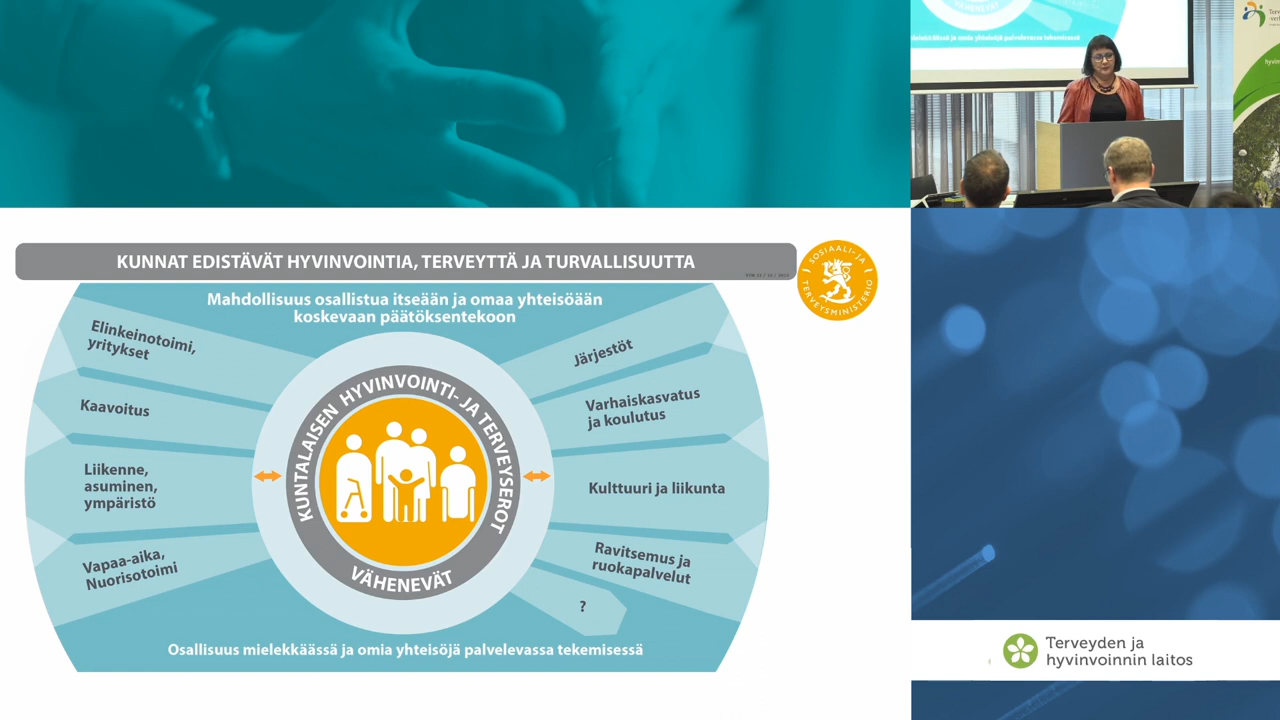 VÄHENEVÄT
hyvin
KUNNAT EDISTÄVÄT HYVINVOINTIA, TERVEYTTÄ JA TURVALLISUUTTA
SOSIAALI- JA
TERVEYSMINISTERIÖ
Mahdollisuus osallistua itseään ja omaa yhteisöään
koskevaan päätöksentekoon
Elinkeinotoimi,
yritykset
Kaavoitus
Liikenne,
asuminen,
ympäristö
Vapaa-aika,
Nuorisotoimi
KUNTALAISEN HYVINVOINTI- JA TERVEYSEROT
VÄHENEVÄT
Järjestöt
Varhaiskasvatus
ja koulutus
Kulttuuri ja liikunta
Ravitsemus ja
ruokapalvelut
?
Osallisuus mielekkäässä ja omia yhteisöjä palvelevassa tekemisessä
Terveyden ja
hyvinvoinnin laitos